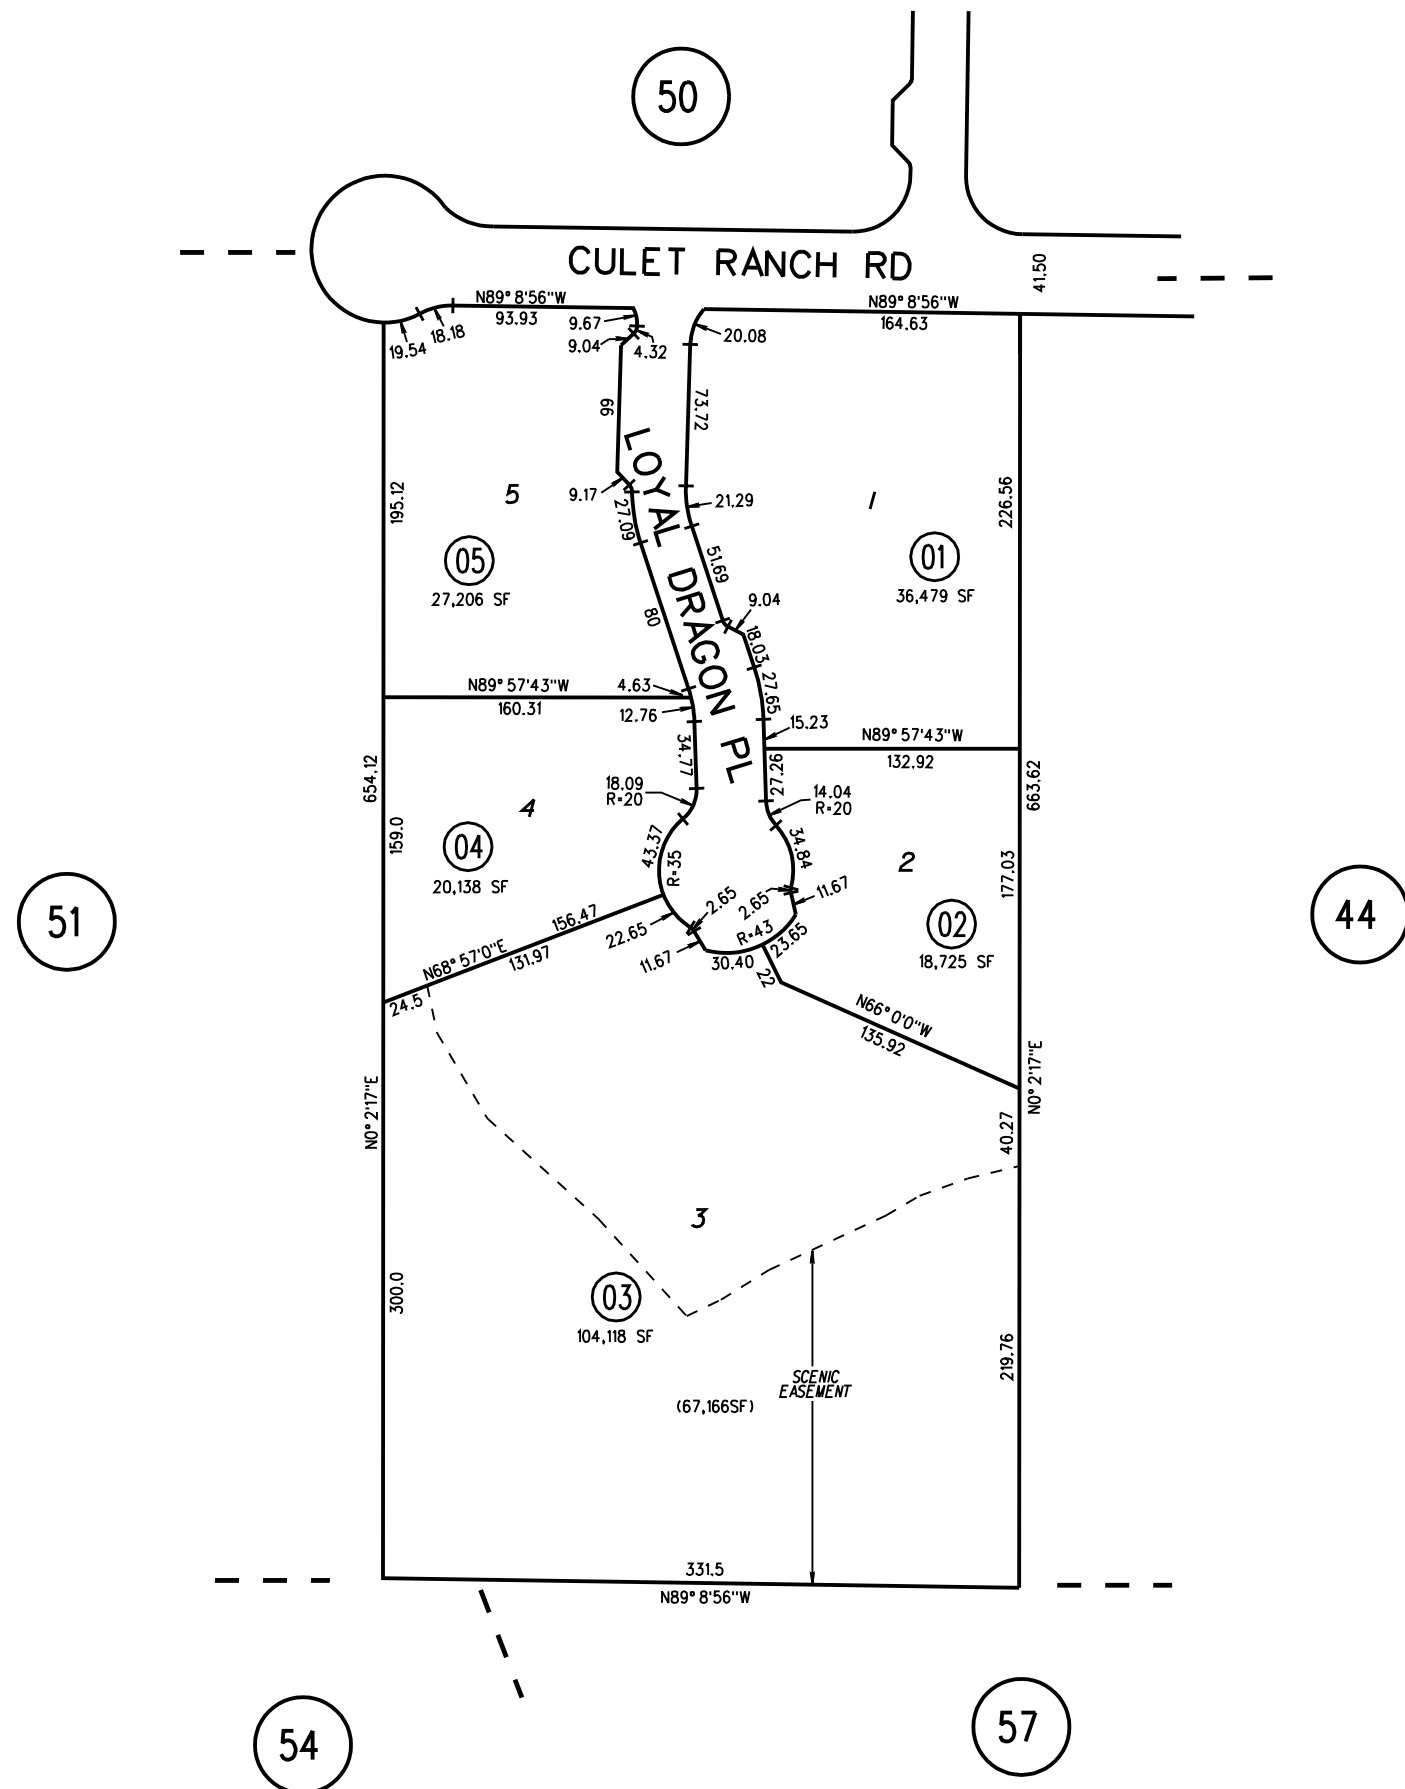 50
CULET RANCH RD
41.50
N89° 8'56"W
93.93
N89° 8'56"W
164.63
19.54
18.18
9.67
9.04
4.32
20.08
66
73.72
LOYAL DRAGON PL
195.12
5
9.17
27.09
21.29
1
226.56
05
27,206 SF
51.69
01
36,479 SF
80
9.04
18.03
27.65
N89° 57'43"W
160.31
4.63
12.76
15.23
N89° 57'43"W
132.92
654.12
663.62
34.77
27.26
18.09
R=20
14.04
R=20
4
159.0
04
20,138 SF
43.37
R=35
34.84
2
177.03
02
18,725 SF
51
44
2.65
2.65
11.67
156.47
22.65
R=43
23.65
N68° 57'0"E
131.97
11.67
30.40
22
24.5
N66° 0'0"W
135.92
N0° 2'17"E
N0° 2'17"E
40.27
3
300.0
03
104,118 SF
219.76
SCENIC
EASEMENT
(67,166SF)
331.5
N89° 8'56"W
54
57